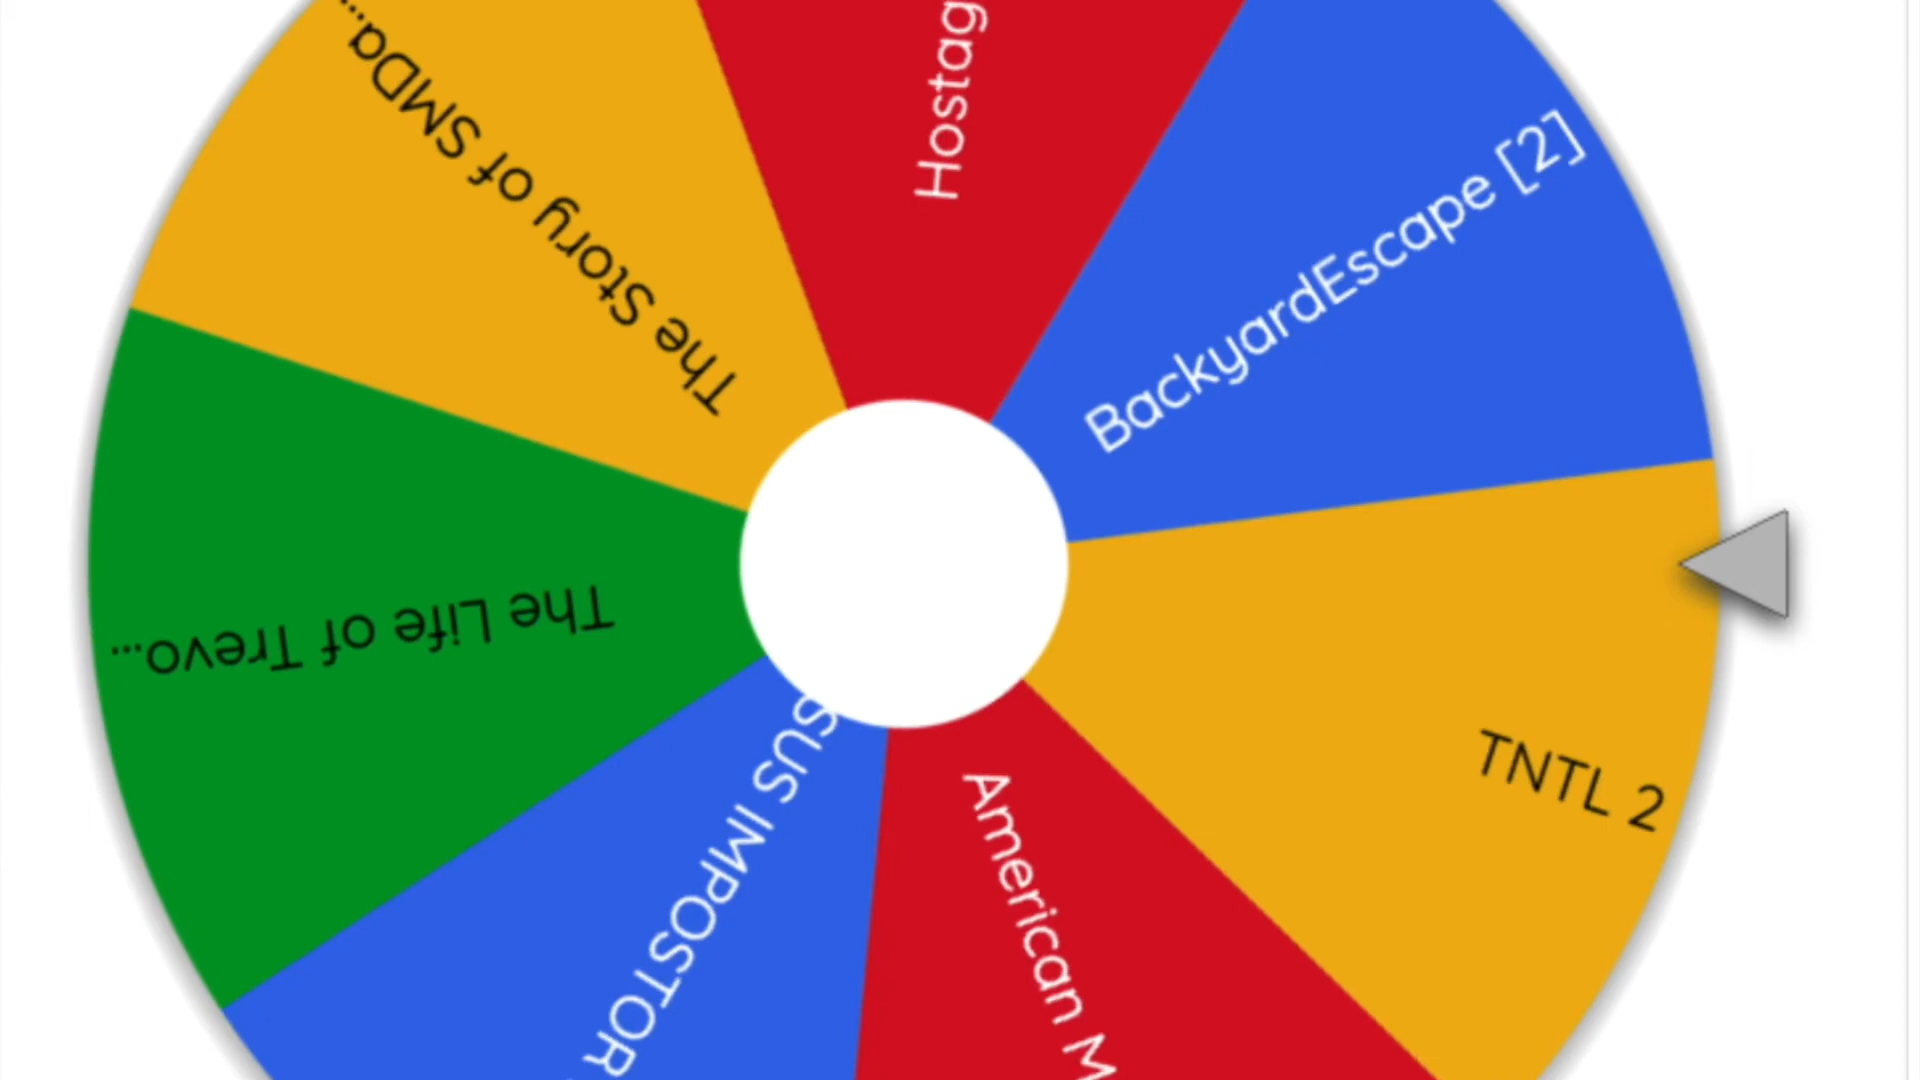 Hostag
BackyardEscape [2]
The Story of SMDa...
The Life of Trevo...
TNTL 2
SUS IMPOSTOR
American M